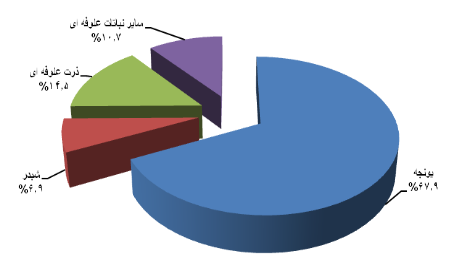 سایر نباتات علوفه ای
%۱۰.۷
ذرت علوفه ای
%۱۴.۵
شبدر
%۶.۹
یونجه
%۶۷.۹